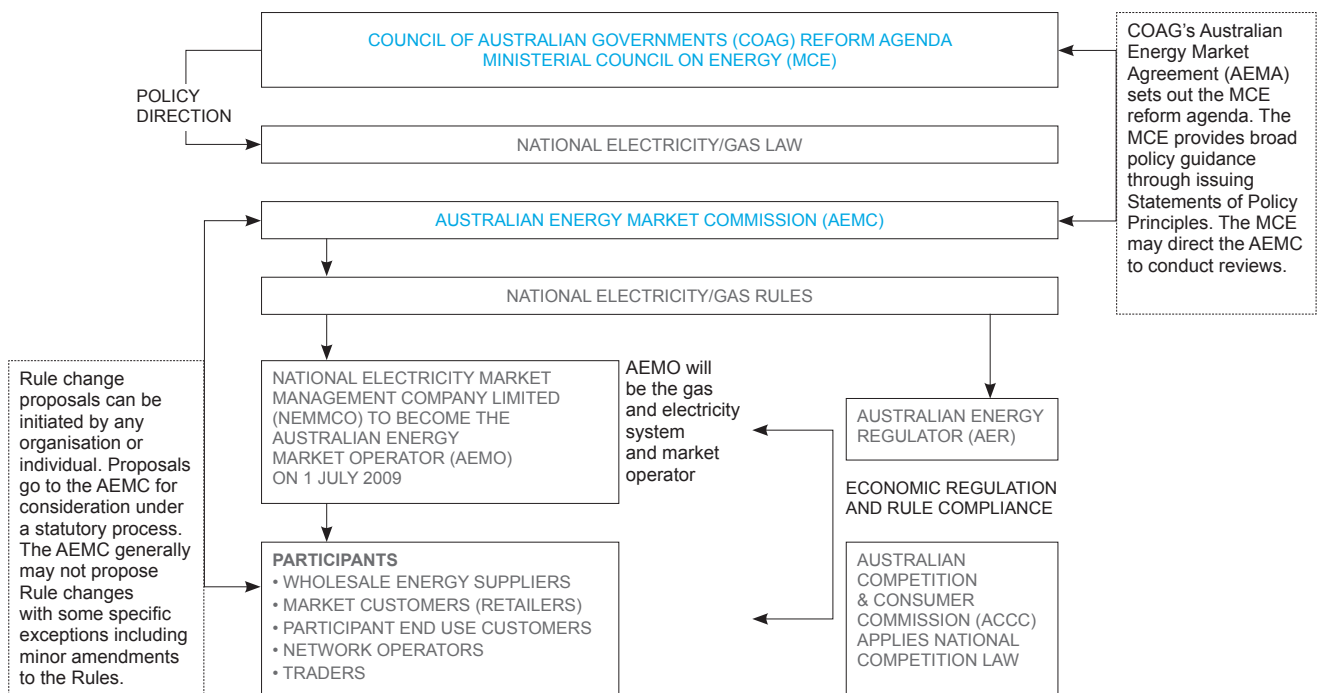 COUNCIL OF AUSTRALIAN GOVERNMENTS (COAG) REFORM AGENDA
MINISTERIAL COUNCIL ON ENERGY (MCE)
COAG’s Australian
Energy Market
Agreement (AEMA)
sets out the MCE
reform agenda. The
MCE provides broad
policy guidance
through issuing
Statements of Policy
Principles. The MCE
may direct the AEMC
to conduct reviews.
POLICY
DIRECTION
NATIONAL ELECTRICITY/GAS LAW
AUSTRALIAN ENERGY MARKET COMMISSION (AEMC)
NATIONAL ELECTRICITY/GAS RULES
Rule change
proposals can be
initiated by any
organisation or
individual. Proposals
go to the AEMC for
consideration under
a statutory process.
The AEMC generally
may not propose
Rule changes
with some specific
exceptions including
minor amendments
to the Rules.
NATIONAL ELECTRICITY MARKET
MANAGEMENT COMPANY LIMITED
(NEMMCO) TO BECOME THE
AUSTRALIAN ENERGY
MARKET OPERATOR (AEMO)
ON 1 JULY 2009
AEMO will
be the gas
and electricity
system
and market
operator
AUSTRALIAN ENERGY
REGULATOR (AER)
ECONOMIC REGULATION
AND RULE COMPLIANCE
PARTICIPANTS
• WHOLESALE ENERGY SUPPLIERS
• MARKET CUSTOMERS (RETAILERS)
• PARTICIPANT END USE CUSTOMERS
• NETWORK OPERATORS
• TRADERS
AUSTRALIAN
COMPETITION
& CONSUMER
COMMISSION (ACCC)
APPLIES NATIONAL
COMPETITION LAW